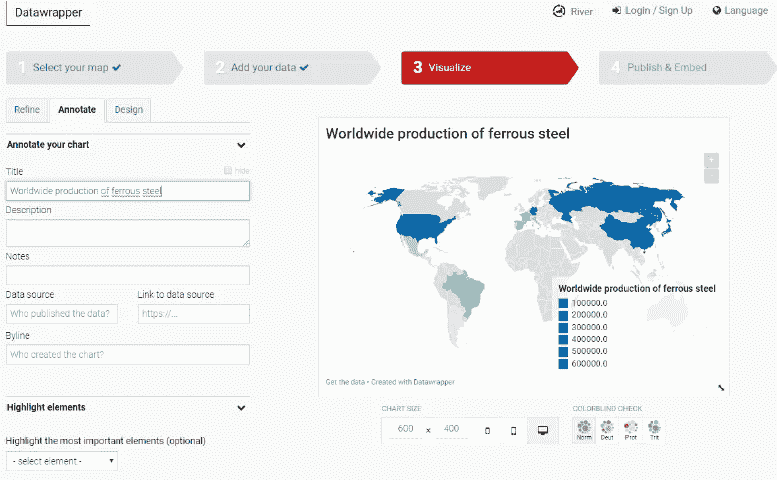 Datawrapper
River
Login / Sign Up
Language
1 Select your map
2 Add your data
3 Visualize
4 Publish & Embed
Refine
Annotate
Design
Annotate your chart
Title
Hide
Worldwide production of ferrous steel
Description
Notes
Data source
Link to data source
Who published the data?
https://...
Byline
Who created the chart?
Highlight elements
Highlight the most important elements (optional)
- select element -
Worldwide production of ferrous steel
+
-
Worldwide production of ferrous steel
100000.0
200000.0
300000.0
400000.0
500000.0
600000.0
Get the data • Created with Datawrapper
CHART SIZE
600 x 400
COLORBLIND CHECK
Norm
Deut
Prot
Trit